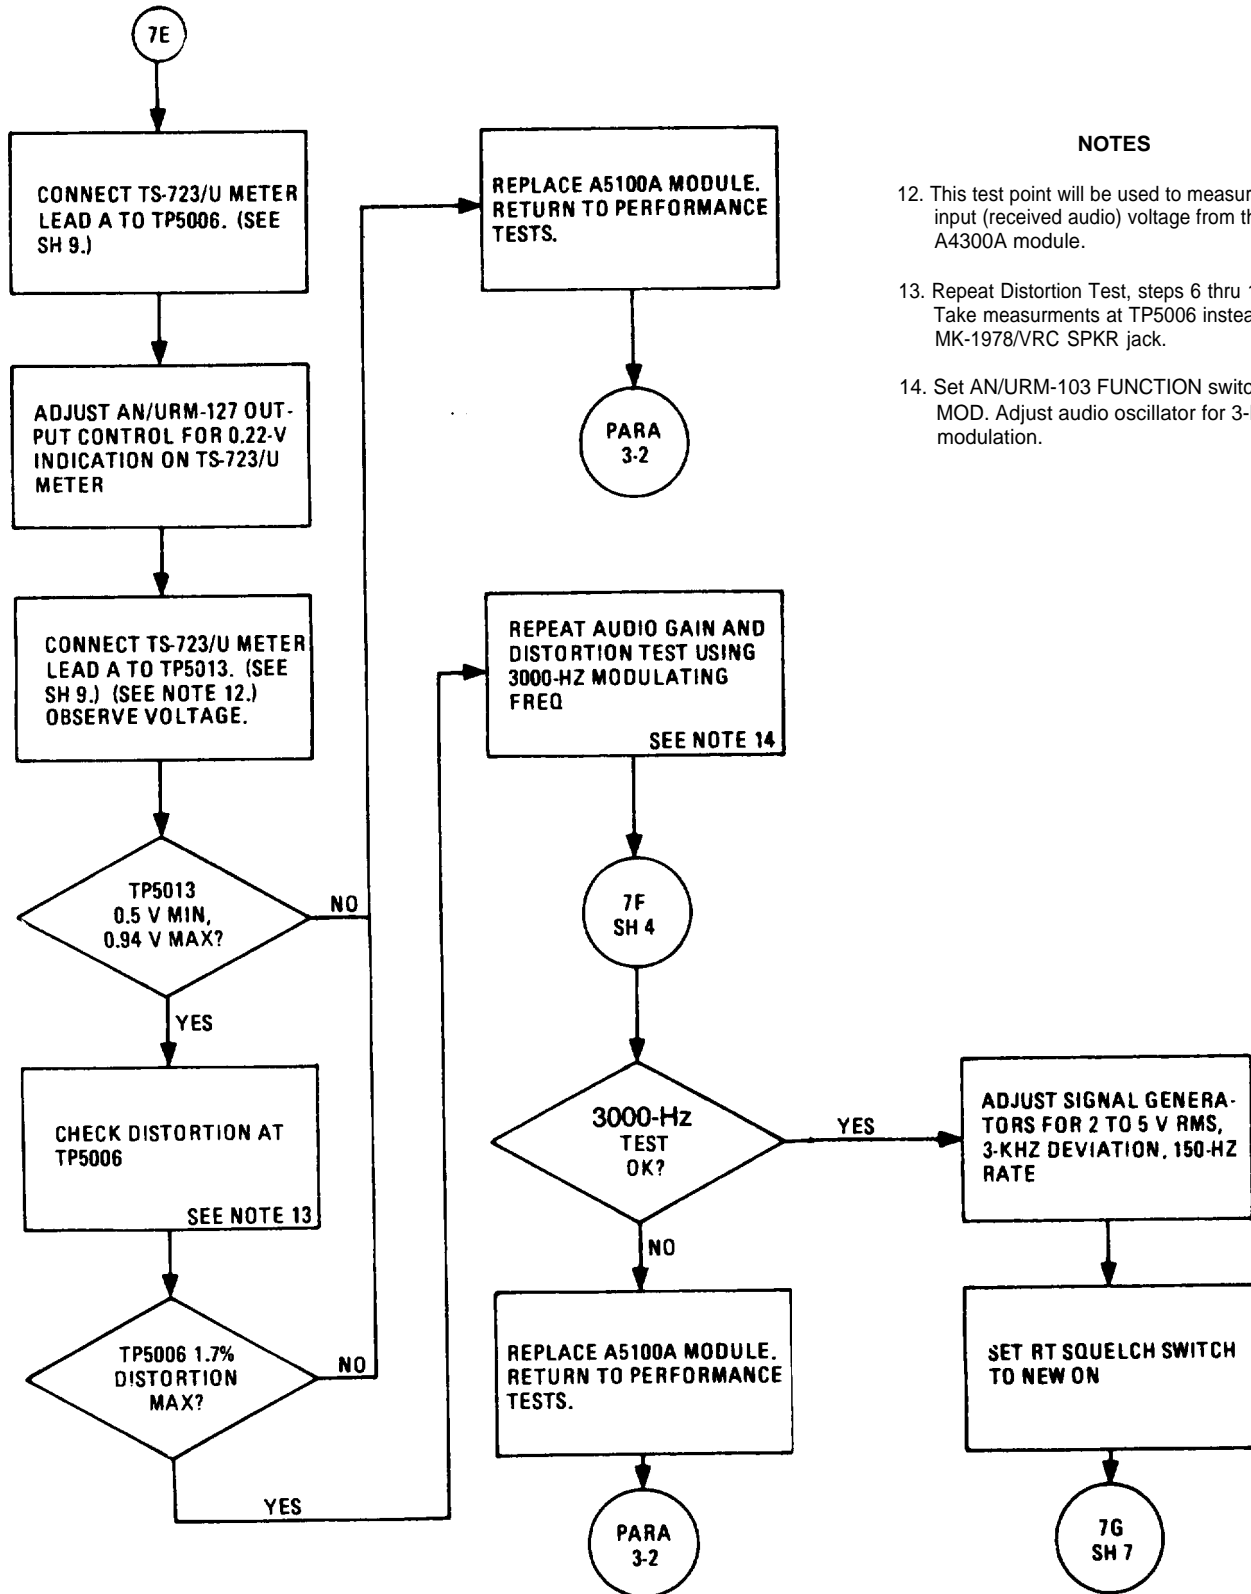 7E
CONNECT TS-723/U METER
LEAD A TO TP5006. (SEE
SH 9.)
ADJUST AN/URM-127 OUT-
PUT CONTROL FOR 0.22-V
INDICATION ON TS-723/U
METER
CONNECT TS-723/U METER
LEAD A TO TP5013. (SEE
SH 9.) (SEE NOTE 12.)
OBSERVE VOLTAGE.
TP5013
0.5 V MIN,
0.94 V MAX?
NO
YES
CHECK DISTORTION AT
TP5006
SEE NOTE 13
TP5006 1.7%
DISTORTION
MAX?
NO
YES
REPLACE A5100A MODULE.
RETURN TO PERFORMANCE
TESTS.
PARA
3-2
REPEAT AUDIO GAIN AND
DISTORTION TEST USING
3000-HZ MODULATING
FREQ
SEE NOTE 14
7F
SH 4
3000-Hz
TEST
OK?
YES
NO
REPLACE A5100A MODULE.
RETURN TO PERFORMANCE
TESTS.
PARA
3-2
ADJUST SIGNAL GENERA-
TORS FOR 2 TO 5 V RMS,
3-KHZ DEVIATION, 150-HZ
RATE
SET RT SQUELCH SWITCH
TO NEW ON
7G
SH 7
NOTES
12. This test point will be used to measur
input (received audio) voltage from th
A4300A module.
13. Repeat Distortion Test, steps 6 thru
Take measurments at TP5006 instea
MK-1978/VRC SPKR jack.
14. Set AN/URM-103 FUNCTION switc
MOD. Adjust audio oscillator for 3-
modulation.